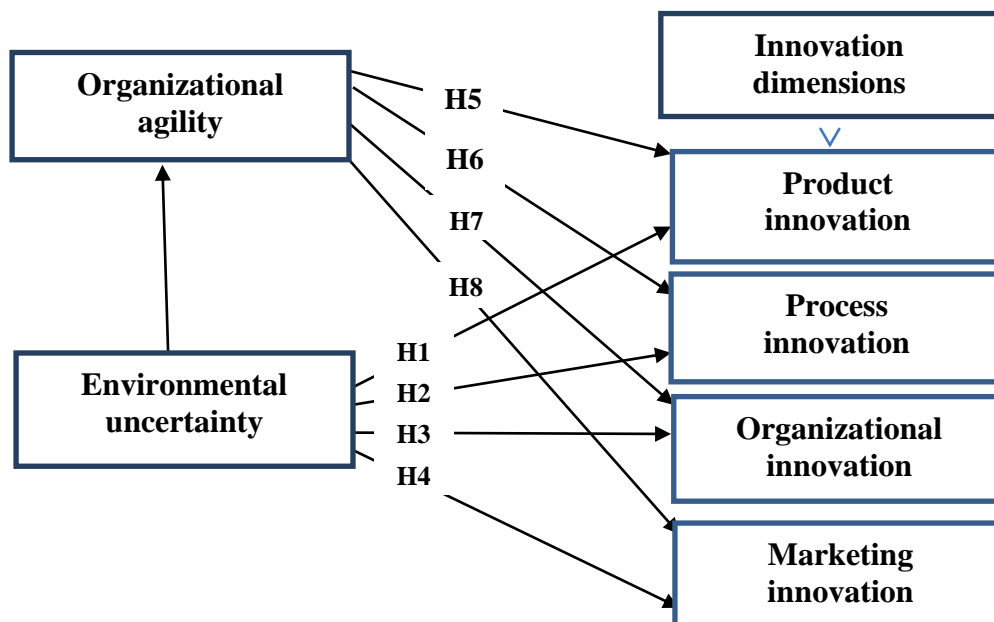 Organizational
agility
Environmental
uncertainty
H5
H6
H7
H8
H1
H2
H3
H4
Innovation
dimensions
Product
innovation
Process
innovation
Organizational
innovation
Marketing
innovation